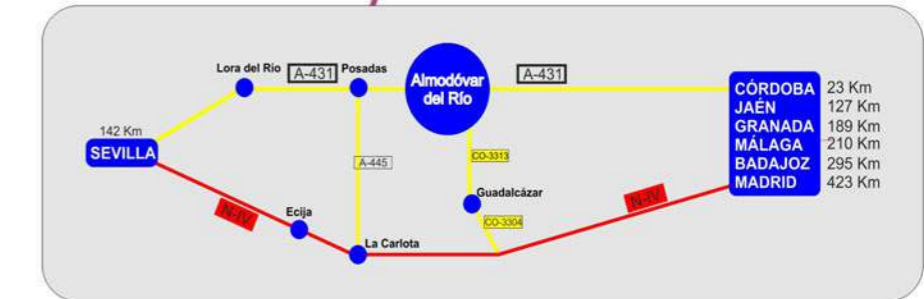 Lora del Río
A-431
Posadas
Almodóvar
del Río
A-431
CÓRDOBA 23 Km
JAÉN 127 Km
GRANADA 189 Km
MÁLAGA 210 Km
BADAJOZ 295 Km
MADRID 423 Km
142 Km
SEVILLA
A-445
CO-3313
Guadalcázar
CO-3304
N-IV
N-IV
Ecija
La Carlota